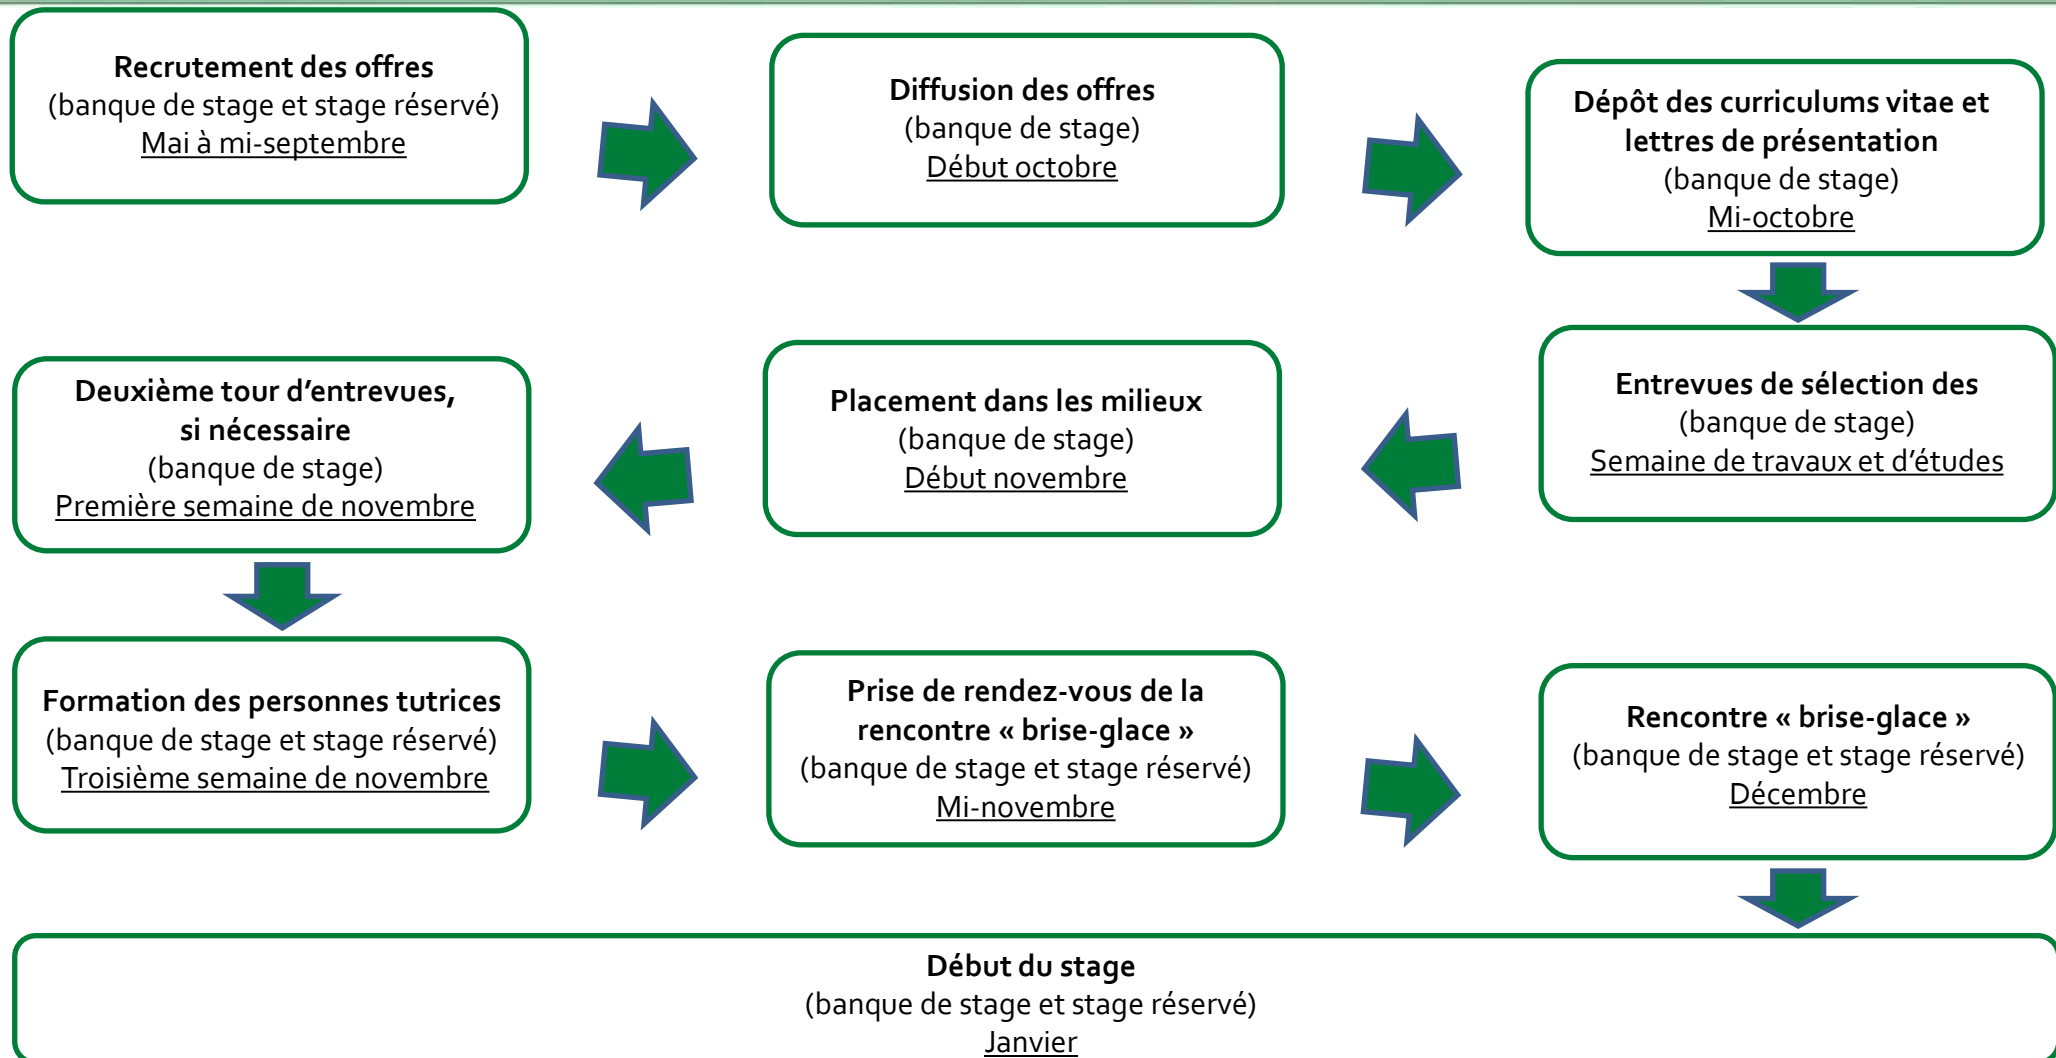 Recrutement des offres
(banque de stage et stage réservé)
Mai à mi-septembre
Diffusion des offres
(banque de stage)
Début octobre
Dépôt des curriculums vitae et
lettres de présentation
(banque de stage)
Mi-octobre
Entrevues de sélection des
(banque de stage)
Semaine de travaux et d'études
Placement dans les milieux
(banque de stage)
Début novembre
Deuxième tour d'entrevues,
si nécessaire
(banque de stage)
Première semaine de novembre
Formation des personnes tutrices
(banque de stage et stage réservé)
Troisième semaine de novembre
Prise de rendez-vous de la
rencontre « brise-glace »
(banque de stage et stage réservé)
Mi-novembre
Rencontre « brise-glace »
(banque de stage et stage réservé)
Décembre
Début du stage
(banque de stage et stage réservé)
Janvier